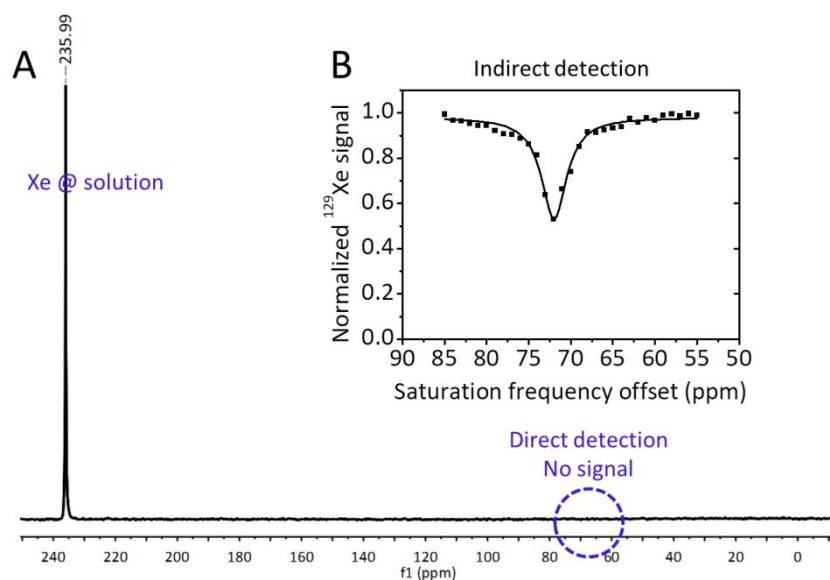 A
235.99
Xe @ solution
B
Indirect detection
Normalized ¹²⁹Xe signal
1.0
0.8
0.6
0.4
0.2
0.0
90 85 80 75 70 65 60 55 50
Saturation frequency offset (ppm)
Direct detection
No signal
240 220 200 180 160 140 120 100 80 60 40 20 0
f1 (ppm)